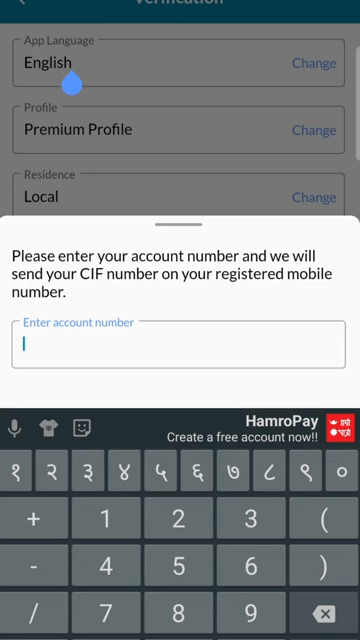 Verification
App Language
English
Change
Profile
Premium Profile
Change
Residence
Local
Change
Please enter your account number and we will
send your CIF number on your registered mobile
number.
Enter account number
HamroPay
Create a free account now!!
हाम्रो
पात्रो
१ २ ३ ४ ५ ६ ७ ८ ९ ०
+ 1 2 3 (
- 4 5 6 )
/ 7 8 9